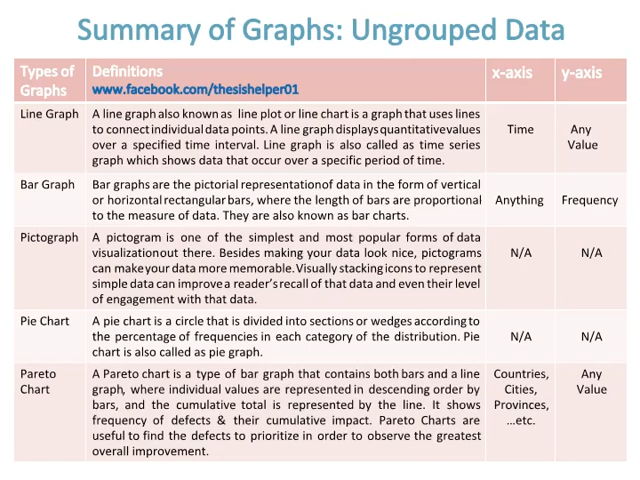 Summary of Graphs: Ungrouped Data
Types of Graphs
Definitions
www.facebook.com/thesishelper01
x-axis
y-axis
Line Graph
A line graph also known as line plot or line chart is a graph that uses lines
to connect individual data points. A line graph displays quantitative values
over a specified time interval. Line graph is also called as time series
graph which shows data that occur over a specific period of time.
Time
Any
Value
Bar Graph
Bar graphs are the pictorial representation of data in the form of vertical
or horizontal rectangular bars, where the length of bars are proportional
to the measure of data. They are also known as bar charts.
Anything
Frequency
Pictograph
A pictogram is one of the simplest and most popular forms of data
visualization out there. Besides making your data look nice, pictograms
can make your data more memorable. Visually stacking icons to represent
simple data can improve a reader's recall of that data and even their level
of engagement with that data.
N/A
N/A
Pie Chart
A pie chart is a circle that is divided into sections or wedges according to
the percentage of frequencies in each category of the distribution. Pie
chart is also called as pie graph.
N/A
N/A
Pareto
Chart
A Pareto chart is a type of bar graph that contains both bars and a line
graph, where individual values are represented in descending order by
bars, and the cumulative total is represented by the line. It shows
frequency of defects & their cumulative impact. Pareto Charts are
useful to find the defects to prioritize in order to observe the greatest
overall improvement.
Countries,
Cities,
Provinces,
…etc.
Any
Value